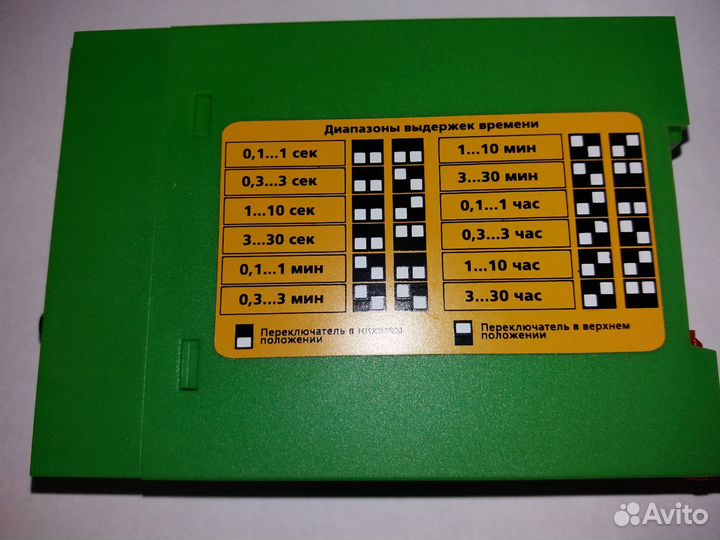 Диапазоны выдержек времени
0,1...1 сек
0,3...3 сек
1...10 сек
3...30 сек
0,1...1 мин
0,3...3 мин
1...10 мин
3...30 мин
0,1...1 час
0,3...3 час
1...10 час
3...30 час
Переключатель в нижнем
положении
Переключатель в верхнем
положении
Avito